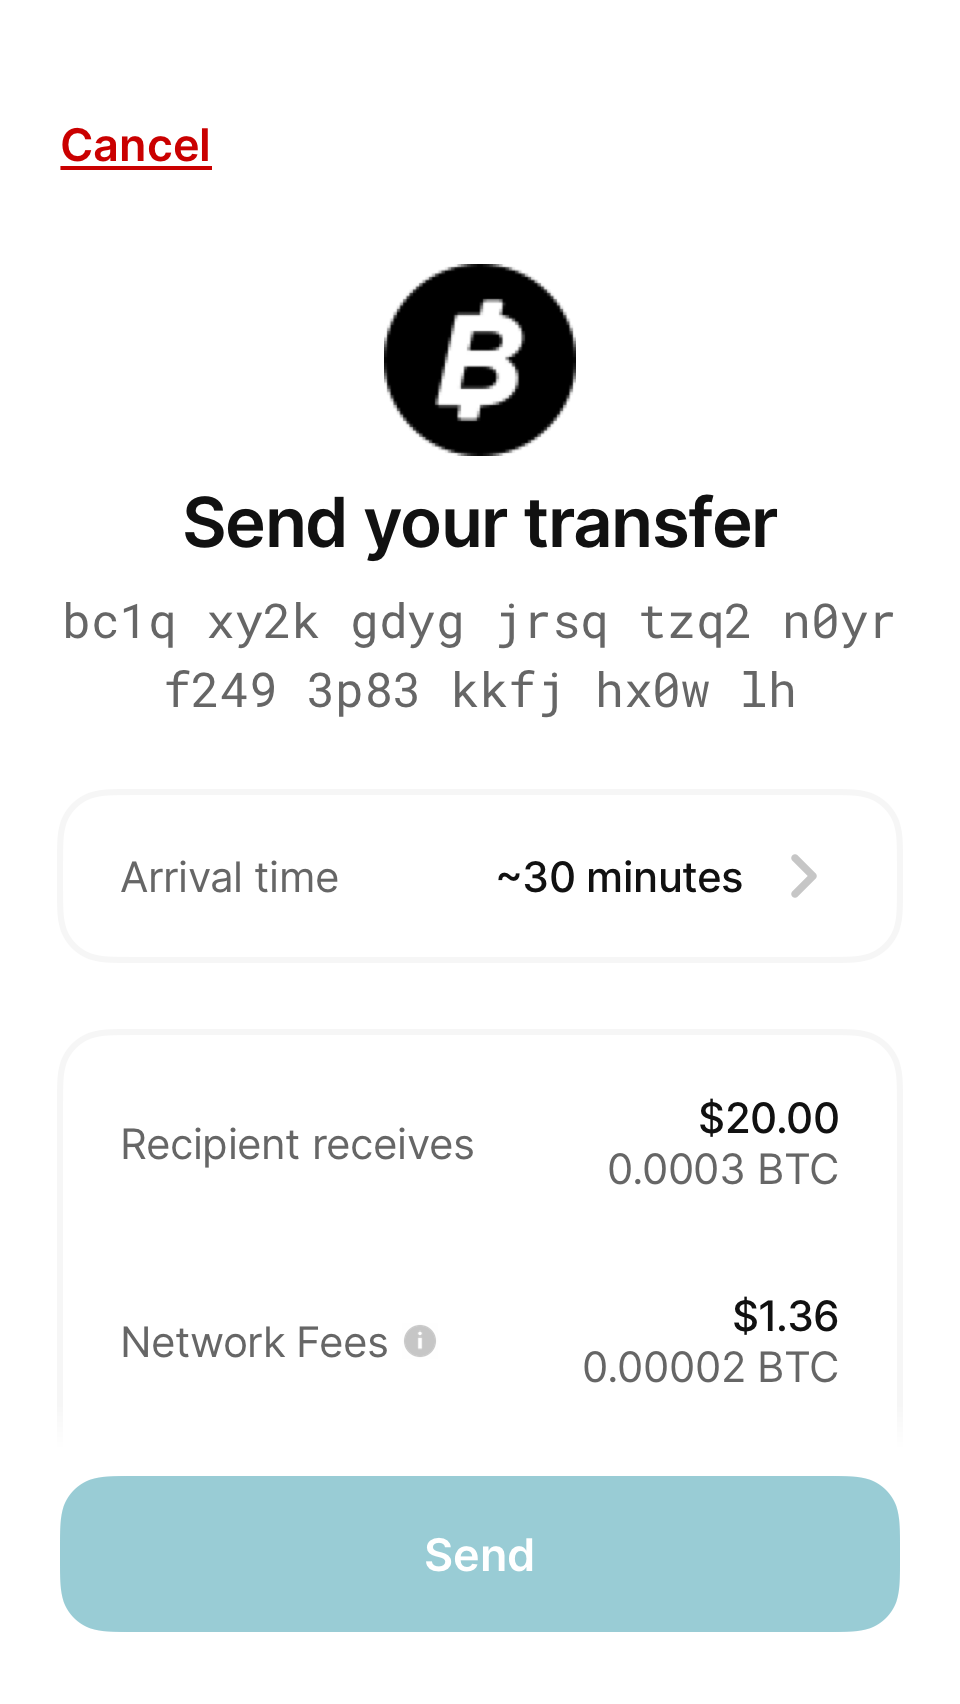 Cancel
Send your transfer
bc1q xy2k gdyg jrsq tzq2 n0yr
f249 3p83 kkfj hx0w lh
Arrival time ~30 minutes
Recipient receives $20.00
0.0003 BTC
Network Fees $1.36
0.00002 BTC
Send